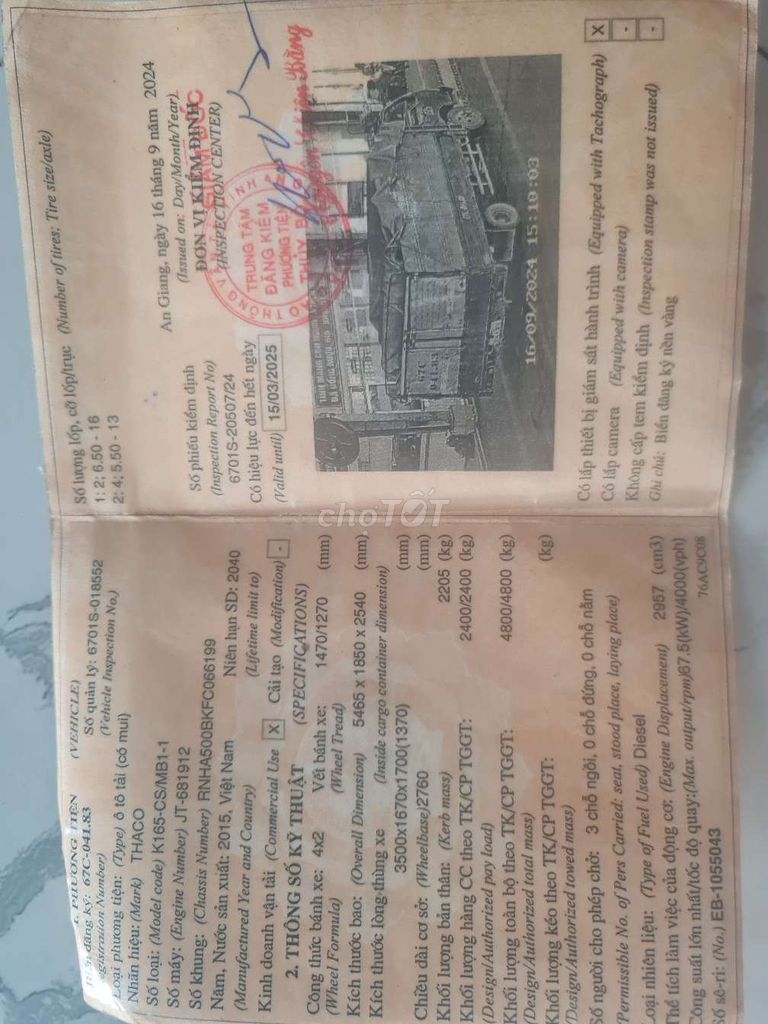 1. PHƯƠNG TIỆN (VEHICLE)
Biển đăng ký: 67C-041.83 Số quản lý: 6701S-018552
(Registration Number) (Vehicle Inspection No.)
Loại phương tiện: (Type) ô tô tải (có mui)
Nhãn hiệu: (Mark) THACO
Số loại: (Model code) K165-CS/MB1-1
Số máy: (Engine Number) JT-681912
Số khung: (Chassis Number) RNHA500BKFC066199
Năm, Nước sản xuất: 2015, Việt Nam Niên hạn SD: 2040
(Manufactured Year and Country) (Lifetime limit to)
Kinh doanh vận tải (Commercial Use) X Cải tạo (Modification) -
2. THÔNG SỐ KỸ THUẬT (SPECIFICATIONS)
Công thức bánh xe: 4x2 Vết bánh xe: 1470/1270 (mm)
(Wheel Formula) (Wheel Tread)
Kích thước bao: (Overall Dimension) 5465 x 1850 x 2540 (mm)
Kích thước lòng thùng xe (Inside cargo container dimension)
3500x1670x1700(1370) (mm)
Chiều dài cơ sở: (Wheelbase) 2760 (mm)
Khối lượng bản thân: (Kerb mass) 2205 (kg)
Khối lượng hàng CC theo TK/CP TGGT: 2400/2400 (kg)
(Design/Authorized pay load)
Khối lượng toàn bộ theo TK/CP TGGT: 4800/4800 (kg)
(Design/Authorized total mass)
Khối lượng kéo theo TK/CP TGGT: (kg)
(Design/Authorized towed mass)
Số người cho phép chở: 3 chỗ ngồi, 0 chỗ đứng, 0 chỗ nằm
(Permissible No. of Pers Carried: seat, stood place, laying place)
Loại nhiên liệu: (Type of Fuel Used) Diesel
Thể tích làm việc của động cơ: (Engine Displacement) 2957 (cm3)
Công suất lớn nhất/tốc độ quay:(Max. output/rpm)67.5(kW)/4000(vph)
Số sê-ri: (No.) EB-1055043 76AC9C08
Số lượng lốp, cỡ lốp/trục (Number of tires; Tire size/axle)
1: 2; 6.50 - 16
2: 4; 5.50 - 13
An Giang, ngày 16 tháng 9 năm 2024
(Issued on: Day/Month/Year)
Số phiếu kiểm định ĐƠN VỊ KIỂM ĐỊNH
(Inspection Report No) (INSPECTION CENTER)
6701S-20507/24
Có hiệu lực đến hết ngày
(Valid until) 15/03/2025
TRUNG TÂM
ĐĂNG KIỂM
PHƯƠNG TIỆN
67C
04183
16/09/2024 15:10:03
Có lắp thiết bị giám sát hành trình (Equipped with Tachograph) X
Có lắp camera (Equipped with camera) -
Không cấp tem kiểm định (Inspection stamp was not issued) -
Ghi chú: Biển đăng ký nền vàng
choTỐT